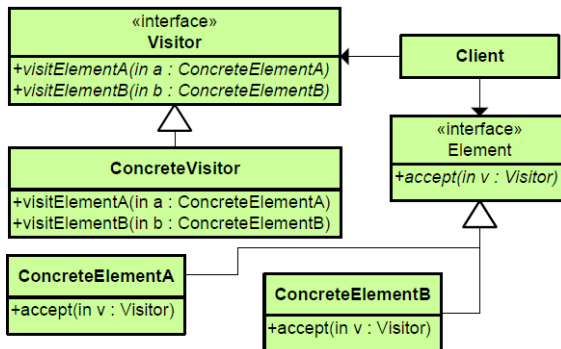 «interface»
Visitor
+visitElementA(in a : ConcreteElementA)
+visitElementB(in b : ConcreteElementB)
Client
«interface»
Element
+accept(in v : Visitor)
ConcreteVisitor
+visitElementA(in a : ConcreteElementA)
+visitElementB(in b : ConcreteElementB)
ConcreteElementA
+accept(in v : Visitor)
ConcreteElementB
+accept(in v : Visitor)